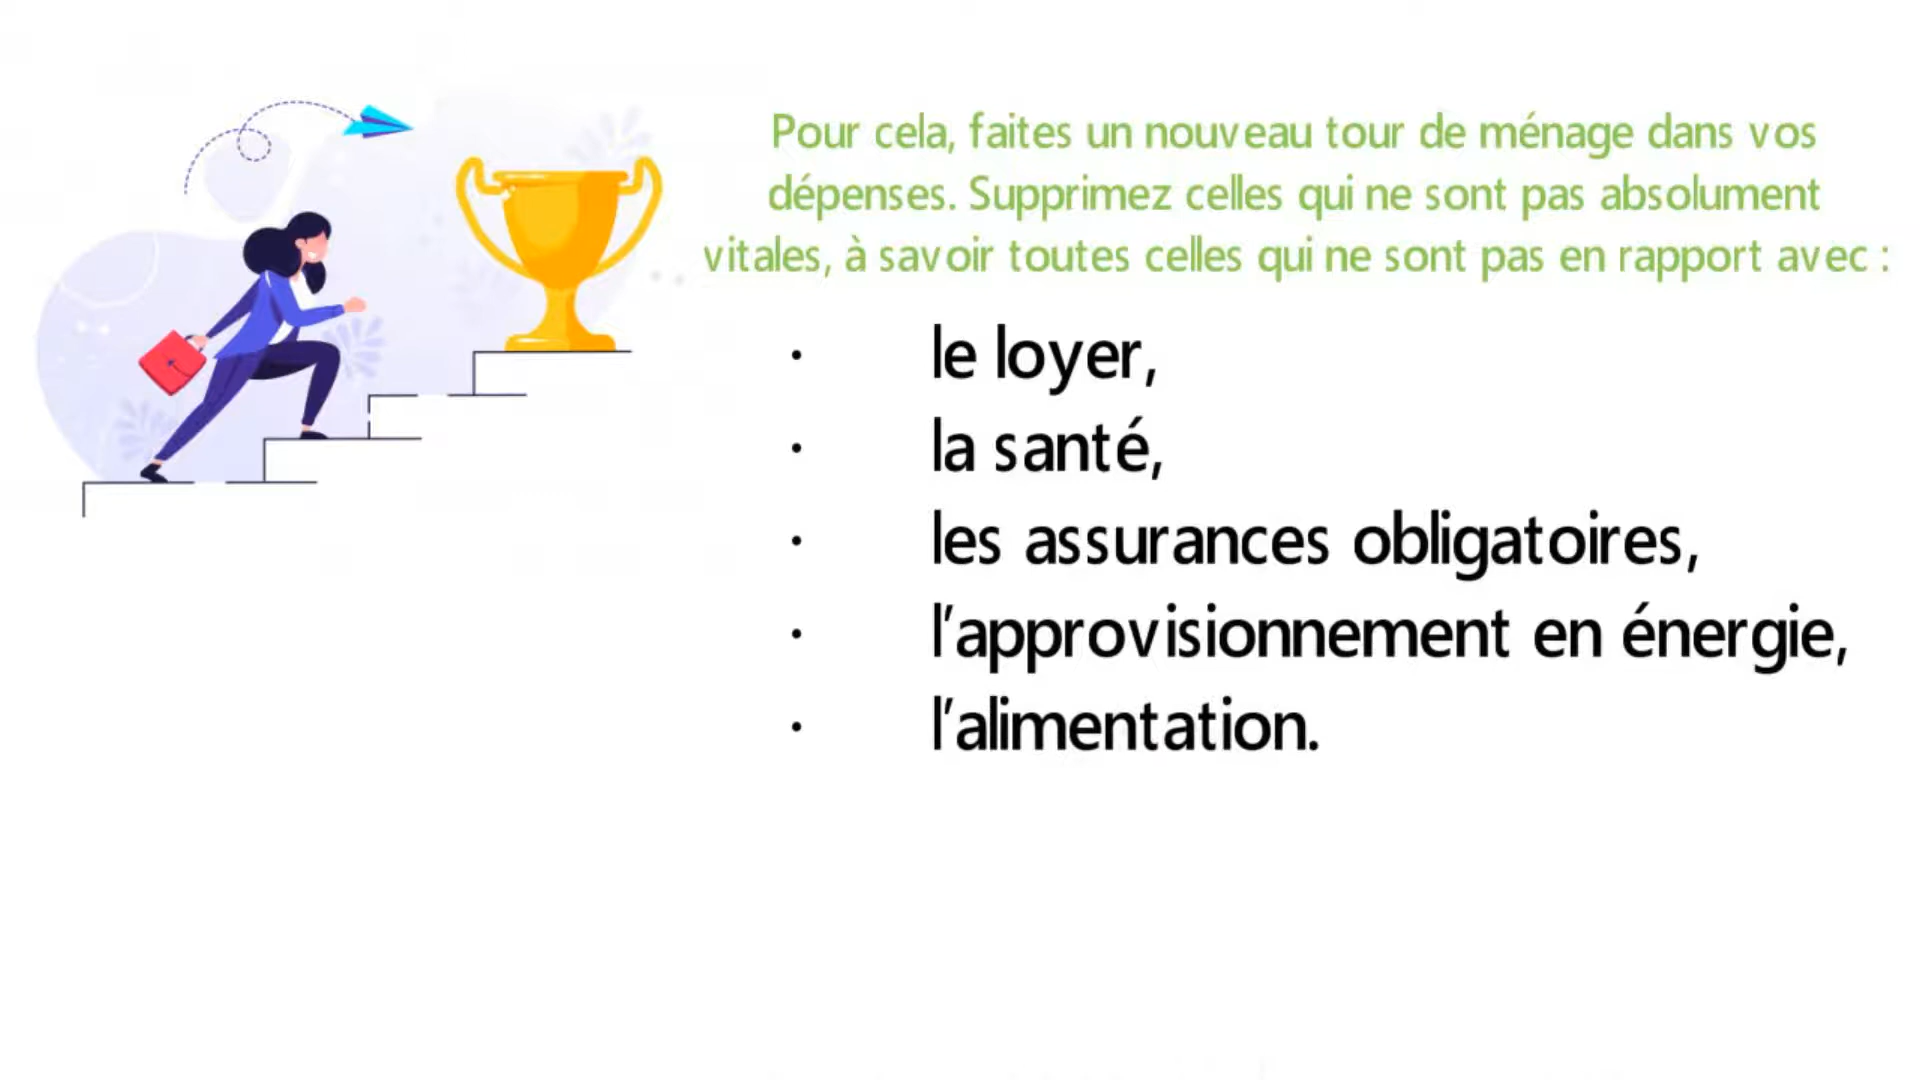 Pour cela, faites un nouveau tour de ménage dans vos
dépenses. Supprimez celles qui ne sont pas absolument
vitales, à savoir toutes celles qui ne sont pas en rapport avec :
· le loyer,
· la santé,
· les assurances obligatoires,
· l’approvisionnement en énergie,
· l’alimentation.